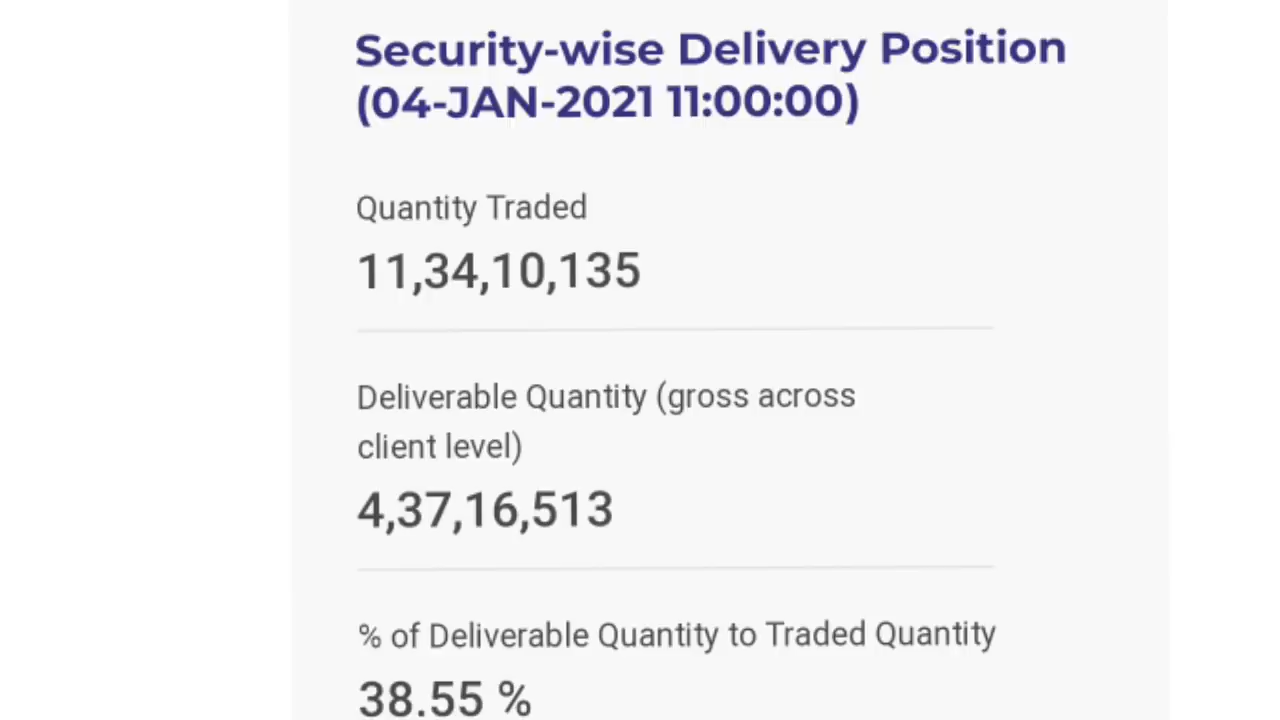 Security-wise Delivery Position
(04-JAN-2021 11:00:00)
Quantity Traded
11,34,10,135
Deliverable Quantity (gross across
client level)
4,37,16,513
% of Deliverable Quantity to Traded Quantity
38.55 %